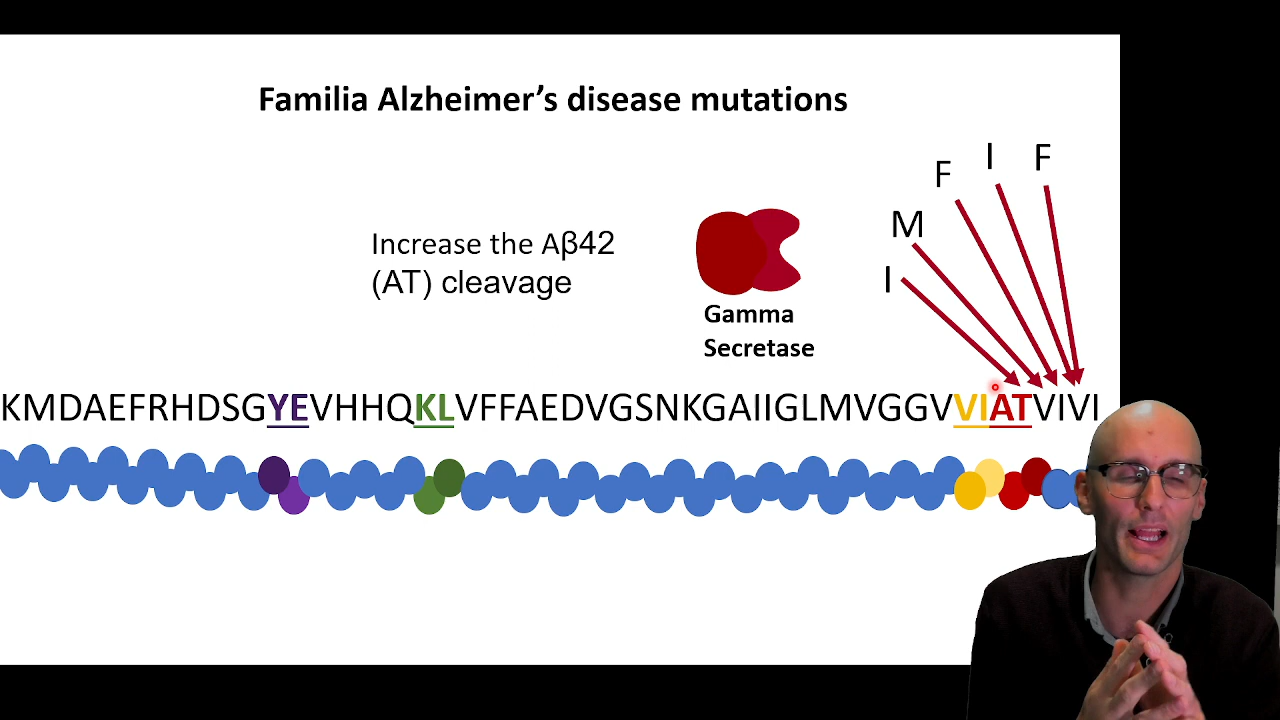 Familia Alzheimer’s disease mutations
F I F
M
I
Increase the Aβ42
(AT) cleavage
Gamma
Secretase
KMDAEFRHDSGYEVHHQKLVFFAEDVGSNKGAIIGLMVGGVVIATVIVI